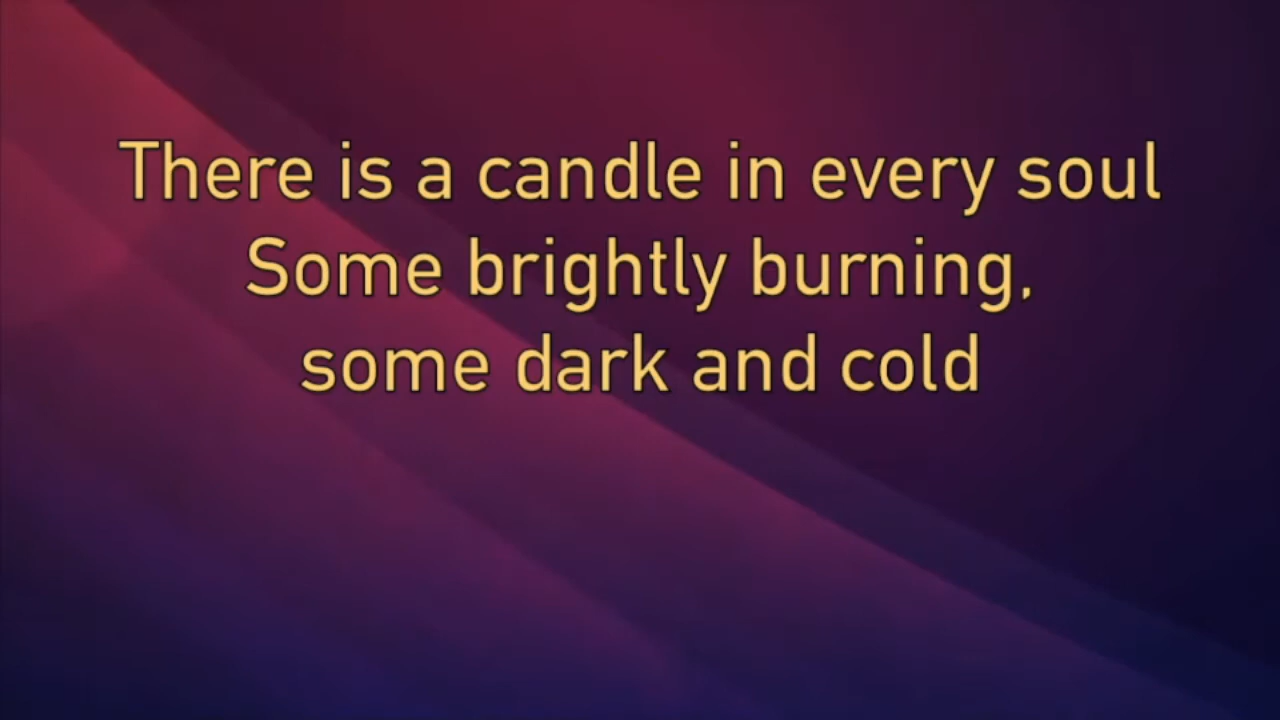 There is a candle in every soul
Some brightly burning,
some dark and cold